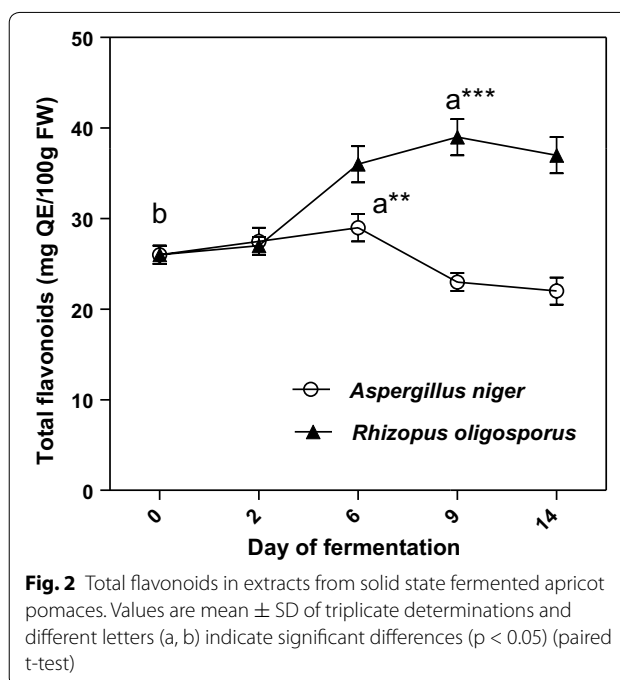 50
40
30
20
10
0
Total flavonoids (mg QE/100g FW)
a***
b
a**
Aspergillus niger
Rhizopus oligosporus
0 2 6 9 14
Day of fermentation
Fig. 2 Total flavonoids in extracts from solid state fermented apricot
pomaces. Values are mean ± SD of triplicate determinations and
different letters (a, b) indicate significant differences (p < 0.05) (paired
t-test)